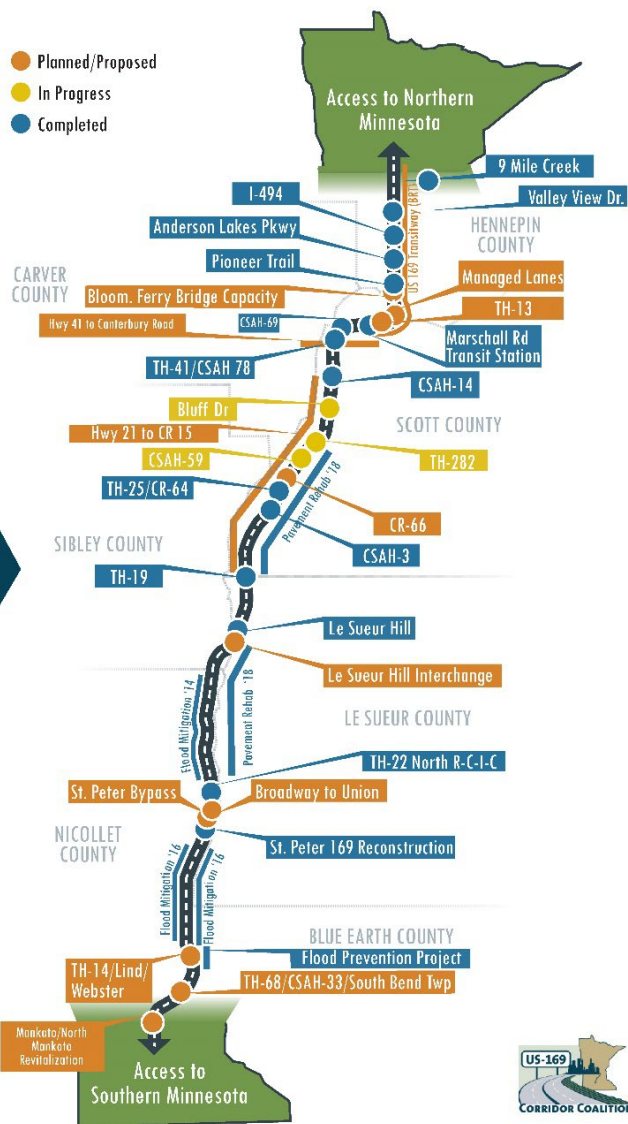 Planned/Proposed
In Progress
Completed
Access to Northern
Minnesota
9 Mile Creek
I-494
Valley View Dr.
Anderson Lakes Pkwy
HENNEPIN
COUNTY
US 169 Transitway (BRT)
Pioneer Trail
CARVER
COUNTY
Managed Lanes
Bloom. Ferry Bridge Capacity
TH-13
Hwy 41 to Canterbury Road
CSAH-69
Marschall Rd
Transit Station
TH-41/CSAH 78
CSAH-14
Bluff Dr
SCOTT COUNTY
Hwy 21 to CR 15
CSAH-59
TH-282
TH-25/CR-64
Pavement Rehab '18
CR-66
SIBLEY COUNTY
CSAH-3
TH-19
Le Sueur Hill
Le Sueur Hill Interchange
Flood Mitigation '14
Pavement Rehab '18
LE SUEUR COUNTY
TH-22 North R-C-I-C
St. Peter Bypass
Broadway to Union
NICOLLET
COUNTY
St. Peter 169 Reconstruction
Flood Mitigation '16
Flood Mitigation '16
BLUE EARTH COUNTY
Flood Prevention Project
TH-14/Lind/
Webster
TH-68/CSAH-33/South Bend Twp
Mankato/North
Mankato
Revitalization
Access to
Southern Minnesota
US-169
CORRIDOR COALITION